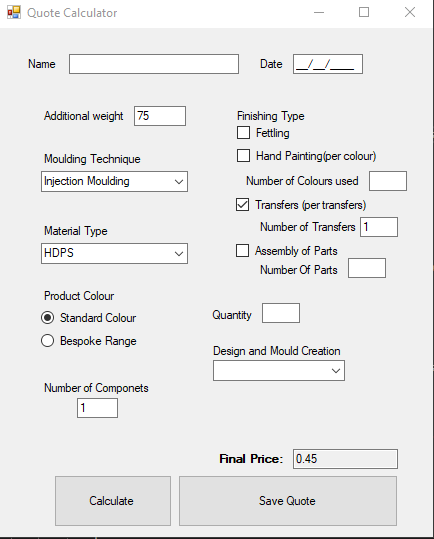 Quote Calculator
Name
Date __/__/____
Additional weight 75
Finishing Type
Fettling
Hand Painting(per colour)
Moulding Technique
Injection Moulding
Number of Colours used
Transfers (per transfers)
Number of Transfers 1
Material Type
HDPS
Assembly of Parts
Number Of Parts
Product Colour
Standard Colour
Bespoke Range
Quantity
Design and Mould Creation
Number of Componets
1
Final Price: 0.45
Calculate
Save Quote